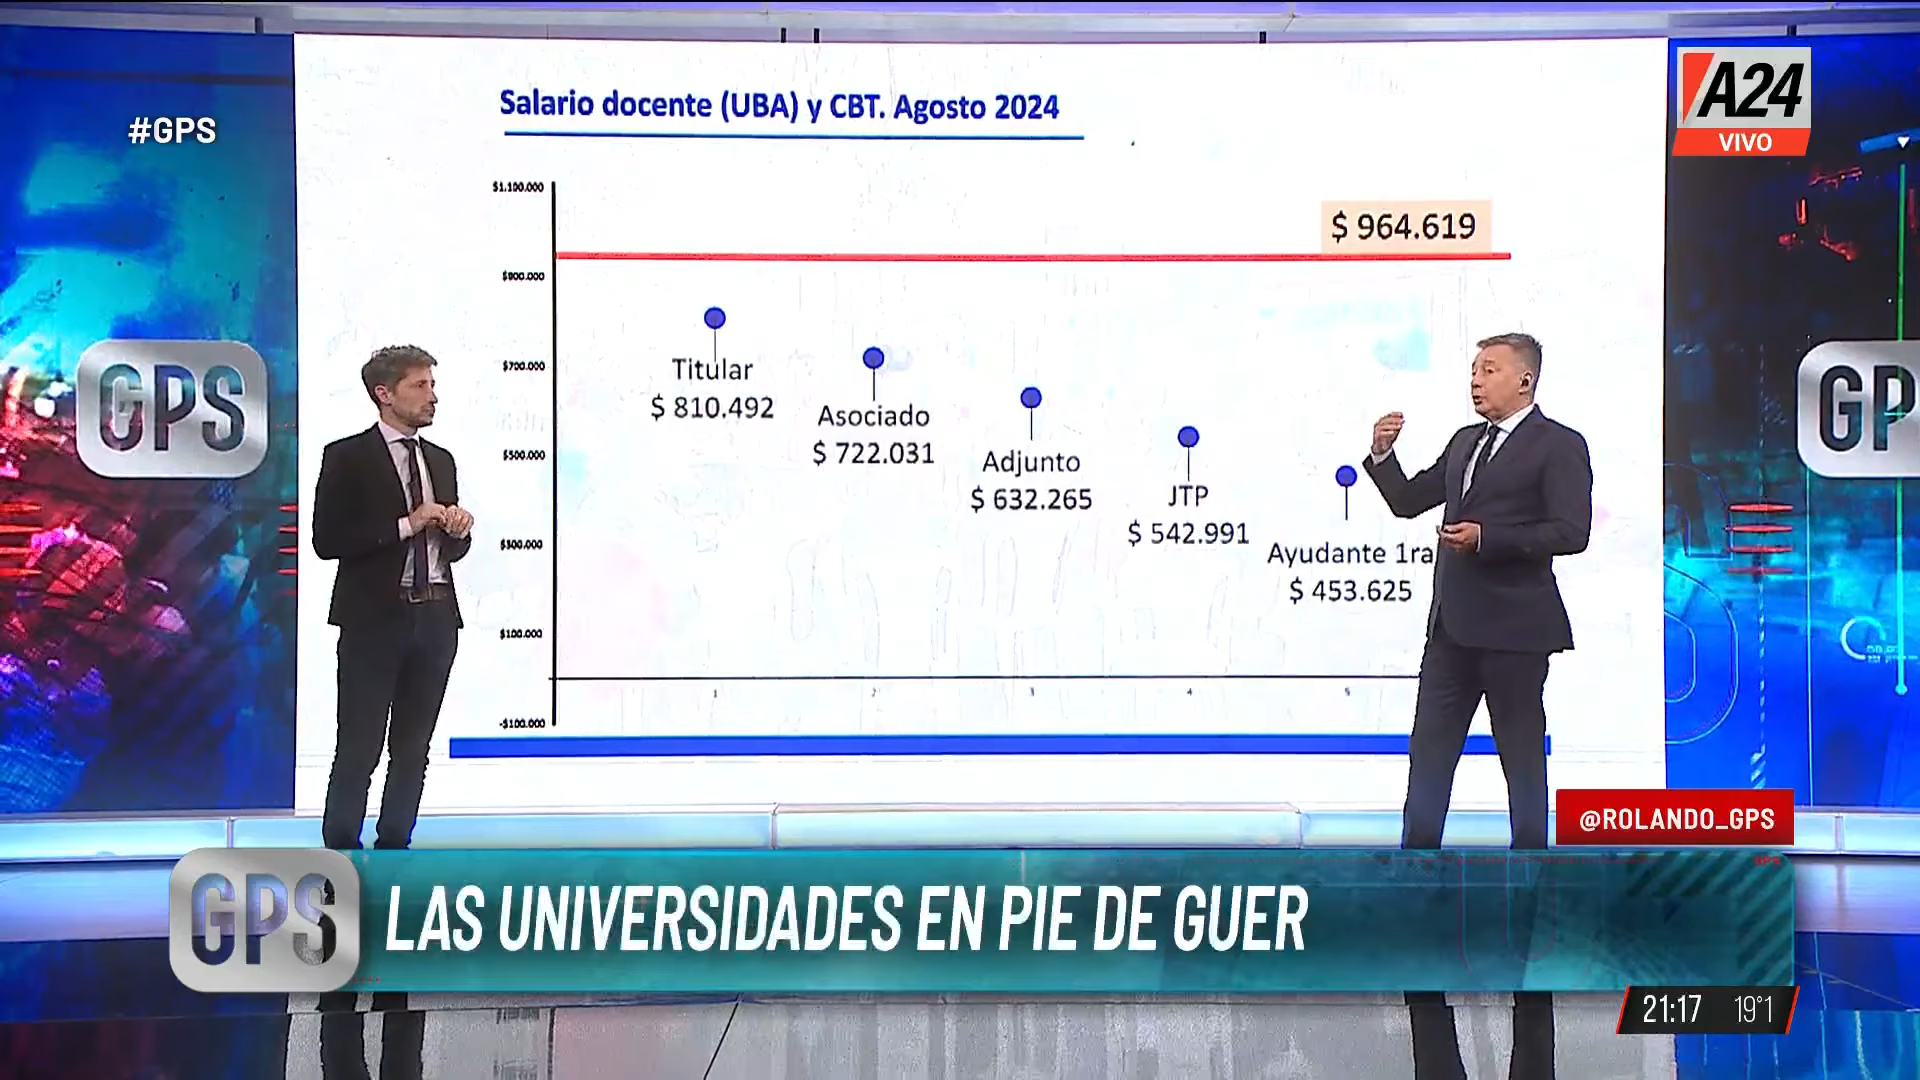 #GPS
A24
VIVO
Salario docente (UBA) y CBT. Agosto 2024
$1.100.000
$900.000
$700.000
$500.000
$300.000
$100.000
-$100.000
$ 964.619
Titular
$ 810.492
Asociado
$ 722.031
Adjunto
$ 632.265
JTP
$ 542.991
Ayudante 1ra
$ 453.625
1
2
3
4
5
GPS
GP
@ROLANDO_GPS
GPS
LAS UNIVERSIDADES EN PIE DE GUER
21:17 19°1